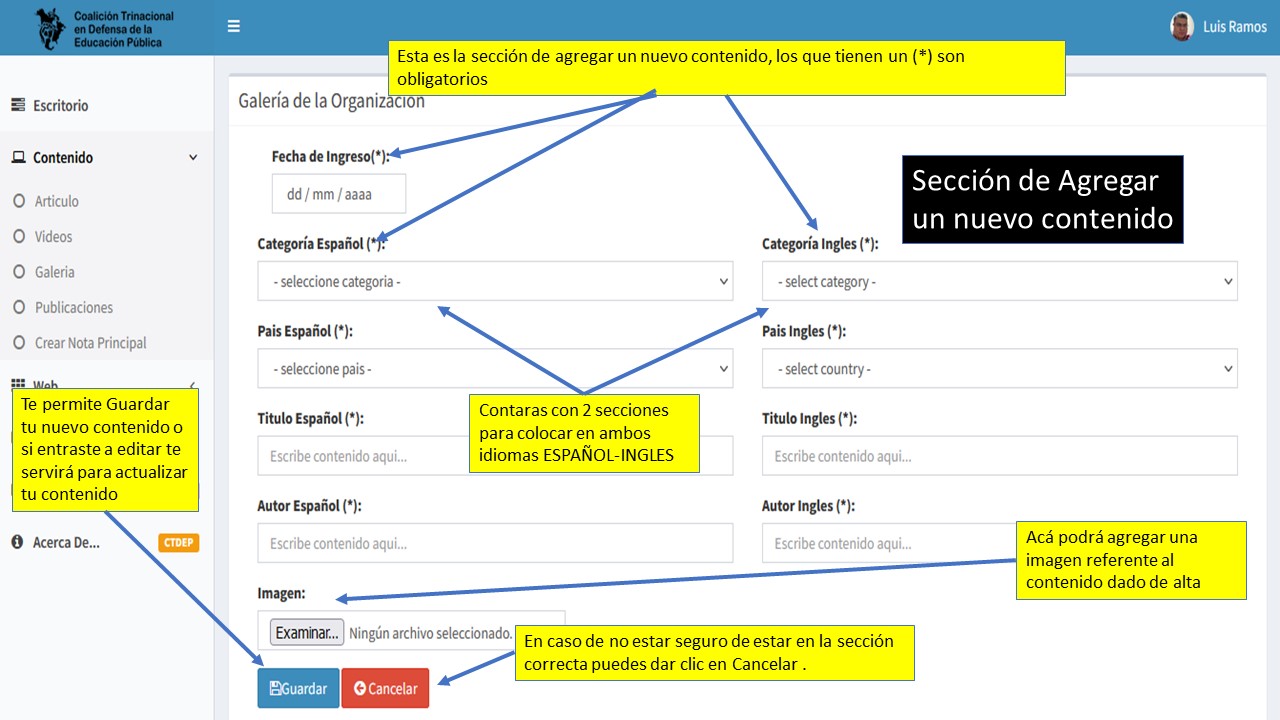 Coalición Trinacional
en Defensa de la
Educación Pública
Luis Ramos
Esta es la sección de agregar un nuevo contenido, los que tienen un (*) son
obligatorios
Escritorio
Contenido
Articulo
Videos
Galeria
Publicaciones
Crear Nota Principal
Web
Te permite Guardar
tu nuevo contenido o
si entraste a editar te
servirá para actualizar
tu contenido
Acerca De...
CTDEP
Galería de la Organización
Fecha de Ingreso(*):
dd / mm / aaaa
Sección de Agregar
un nuevo contenido
Categoría Español (*):
Categoría Ingles (*):
- seleccione categoria -
- select category -
Pais Español (*):
Pais Ingles (*):
- seleccione pais -
- select country -
Contaras con 2 secciones
para colocar en ambos
idiomas ESPAÑOL-INGLES
Titulo Español (*):
Titulo Ingles (*):
Escribe contenido aqui...
Escribe contenido aqui...
Autor Español (*):
Autor Ingles (*):
Escribe contenido aqui...
Escribe contenido aqui...
Acá podrá agregar una
imagen referente al
contenido dado de alta
Imagen:
Examinar... Ningún archivo seleccionado.
En caso de no estar seguro de estar en la sección
correcta puedes dar clic en Cancelar .
Guardar
Cancelar